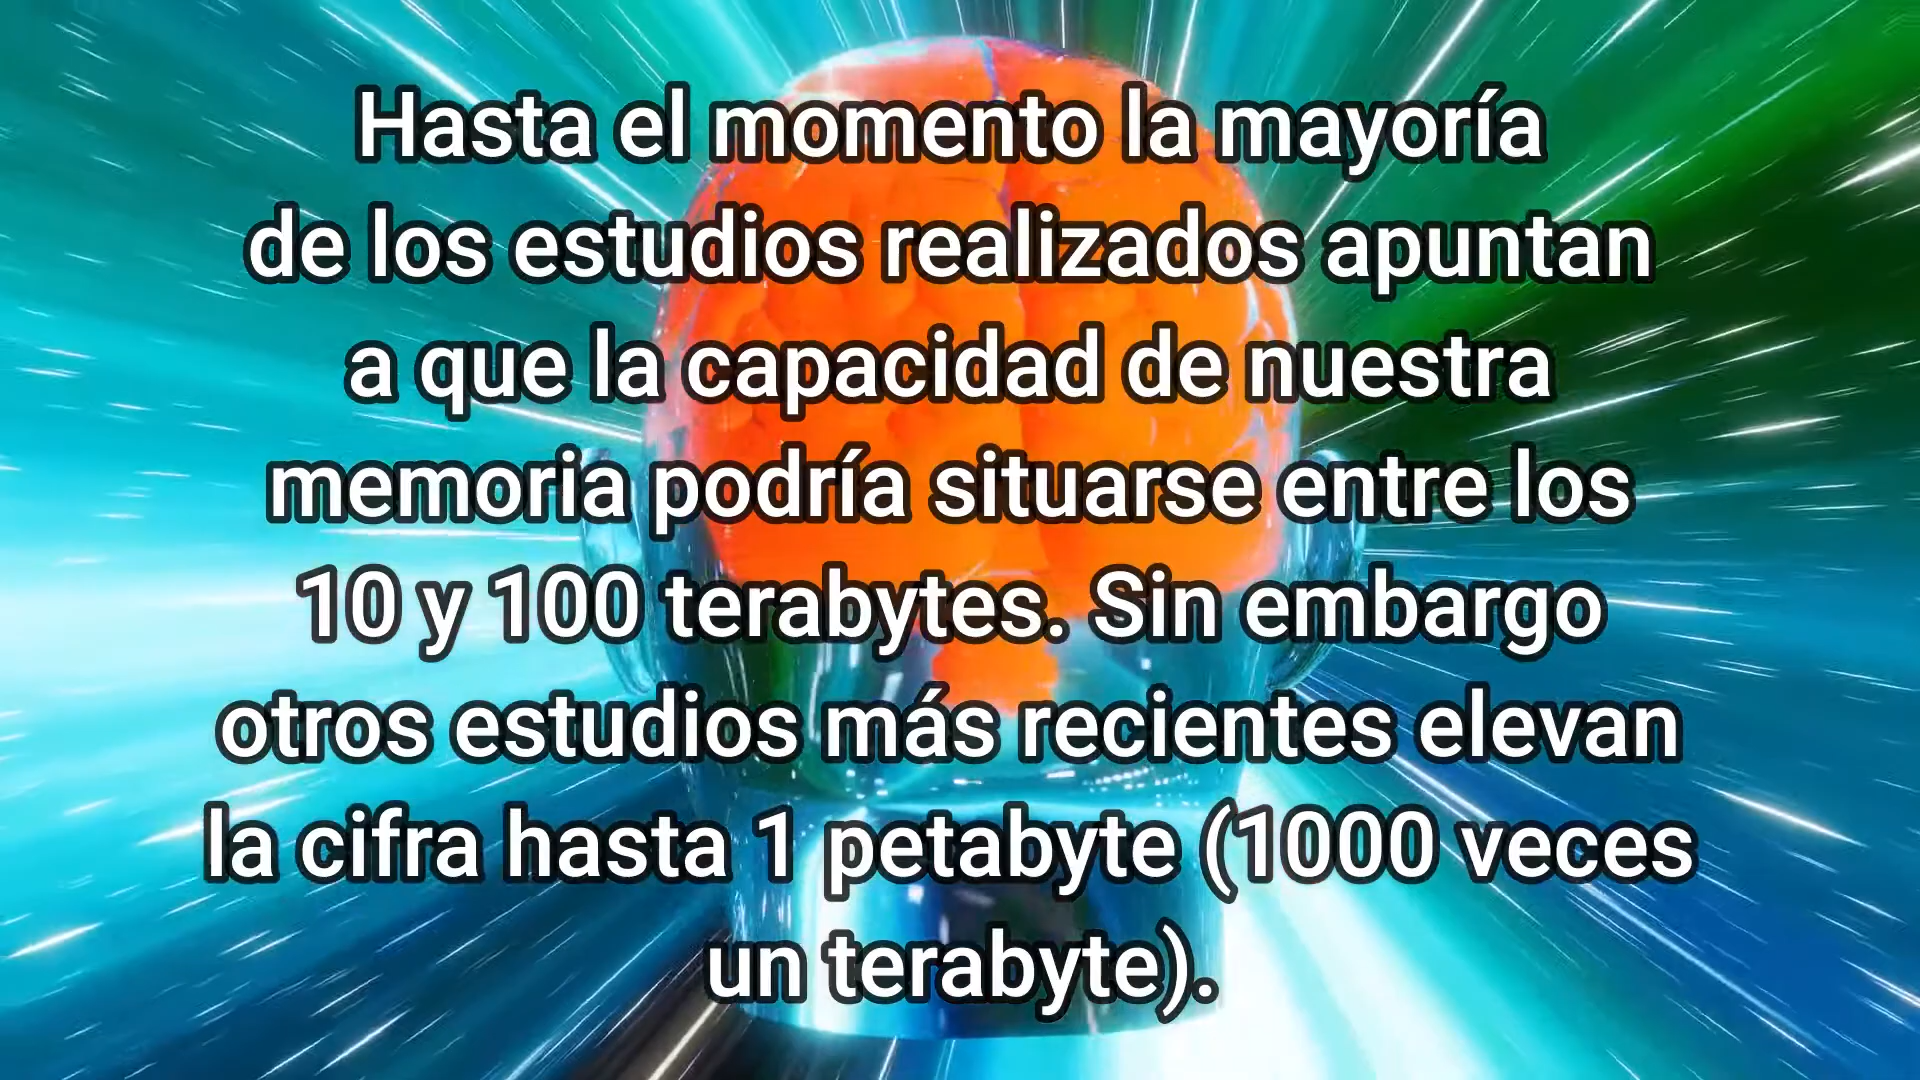 Hasta el momento la mayoría
de los estudios realizados apuntan
a que la capacidad de nuestra
memoria podría situarse entre los
10 y 100 terabytes. Sin embargo
otros estudios más recientes elevan
la cifra hasta 1 petabyte (1000 veces
un terabyte).